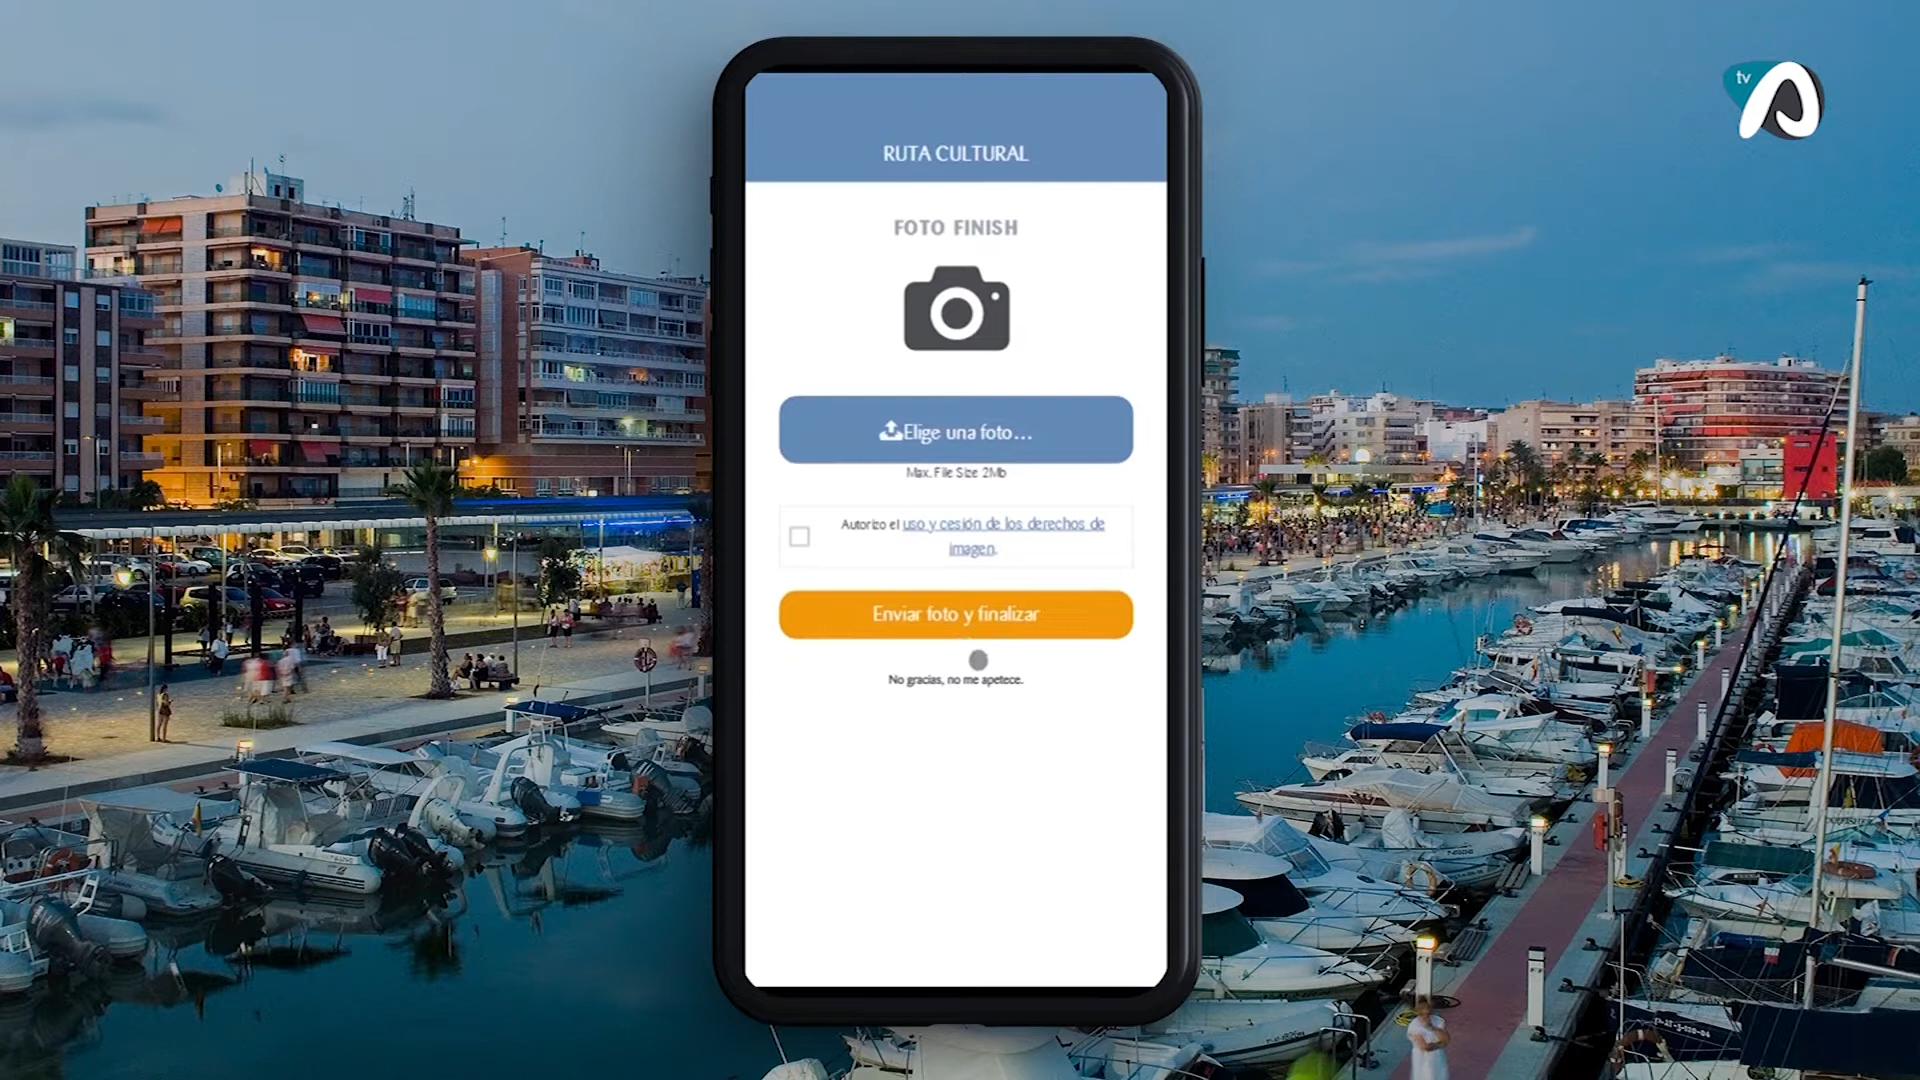 tv
RUTA CULTURAL
FOTO FINISH
Elige una foto...
Max. File Size 2Mb
Autorizo el uso y cesión de los derechos de
imagen.
Enviar foto y finalizar
No gracias, no me apetece.